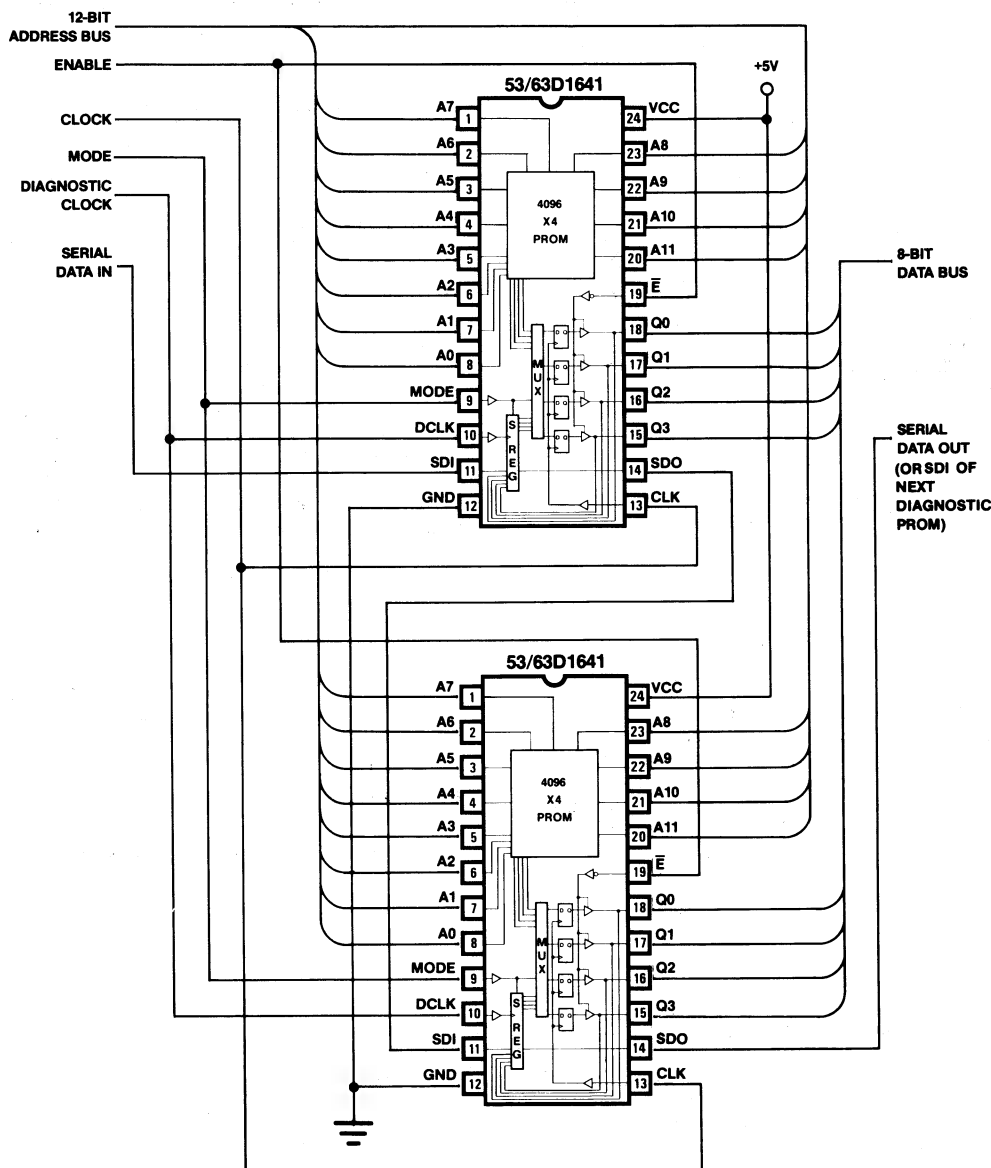 12-BIT
ADDRESS BUS
ENABLE
CLOCK
MODE
DIAGNOSTIC
CLOCK
SERIAL
DATA IN
53/63D1641
+5V
A7 1
A6 2
A5 3
A4 4
A3 5
A2 6
A1 7
A0 8
MODE 9
DCLK 10
SDI 11
GND 12
4096
X4
PROM
MUX
S REG
24 VCC
23 A8
22 A9
21 A10
20 A11
19 E̅
18 Q0
17 Q1
16 Q2
15 Q3
14 SDO
13 CLK
8-BIT
DATA BUS
SERIAL
DATA OUT
(OR SDI OF
NEXT
DIAGNOSTIC
PROM)
53/63D1641
A7 1
A6 2
A5 3
A4 4
A3 5
A2 6
A1 7
A0 8
MODE 9
DCLK 10
SDI 11
GND 12
4096
X4
PROM
MUX
S REG
24 VCC
23 A8
22 A9
21 A10
20 A11
19 E̅
18 Q0
17 Q1
16 Q2
15 Q3
14 SDO
13 CLK